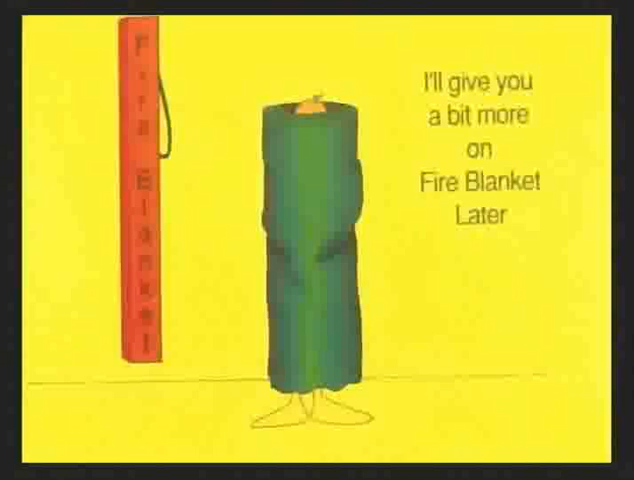 Fire Blanket
I'll give you
a bit more
on
Fire Blanket
Later